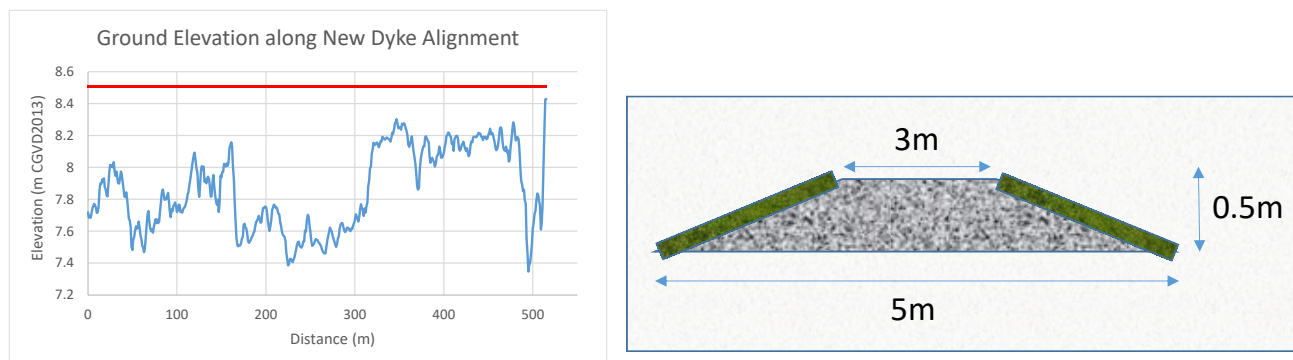 Ground Elevation along New Dyke Alignment
Elevation (m CGVD2013)
8.6
8.4
8.2
8
7.8
7.6
7.4
7.2
0 100 200 300 400 500
Distance (m)
3m
0.5m
5m